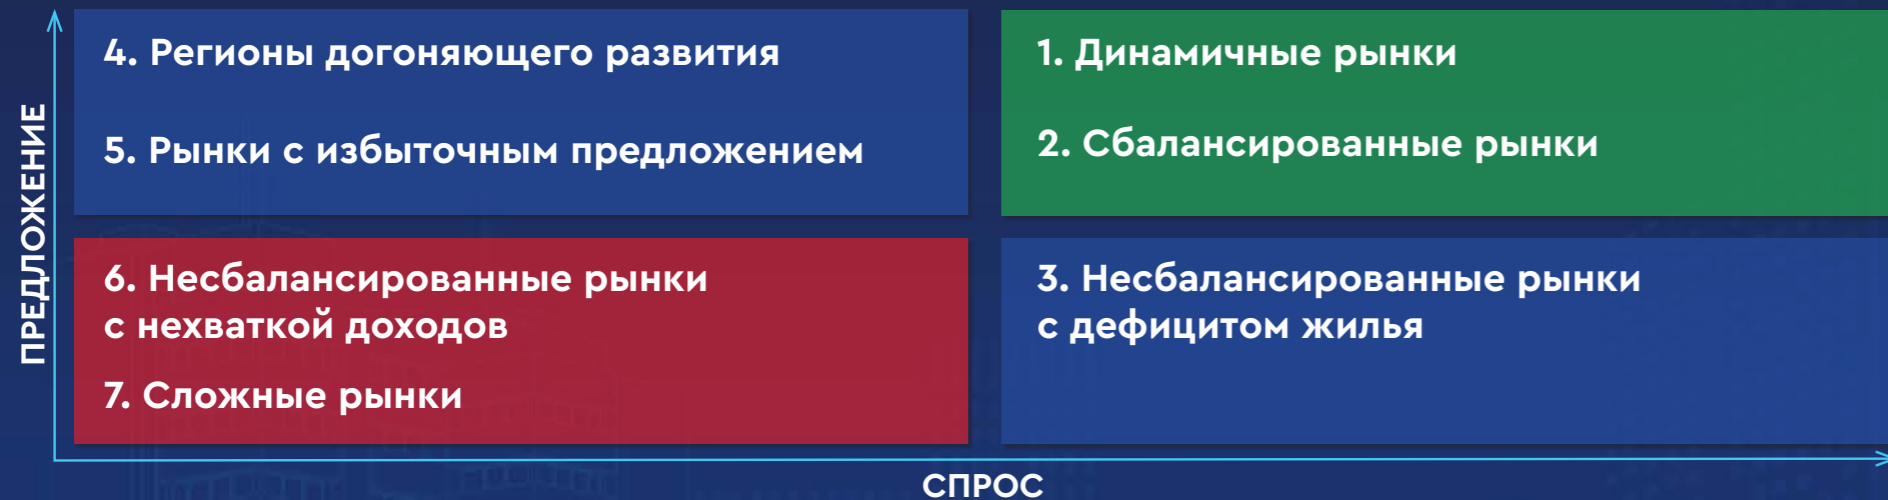 ПРЕДЛОЖЕНИЕ
4. Регионы догоняющего развития
5. Рынки с избыточным предложением
1. Динамичные рынки
2. Сбалансированные рынки
6. Несбалансированные рынки
с нехваткой доходов
7. Сложные рынки
3. Несбалансированные рынки
с дефицитом жилья
СПРОС